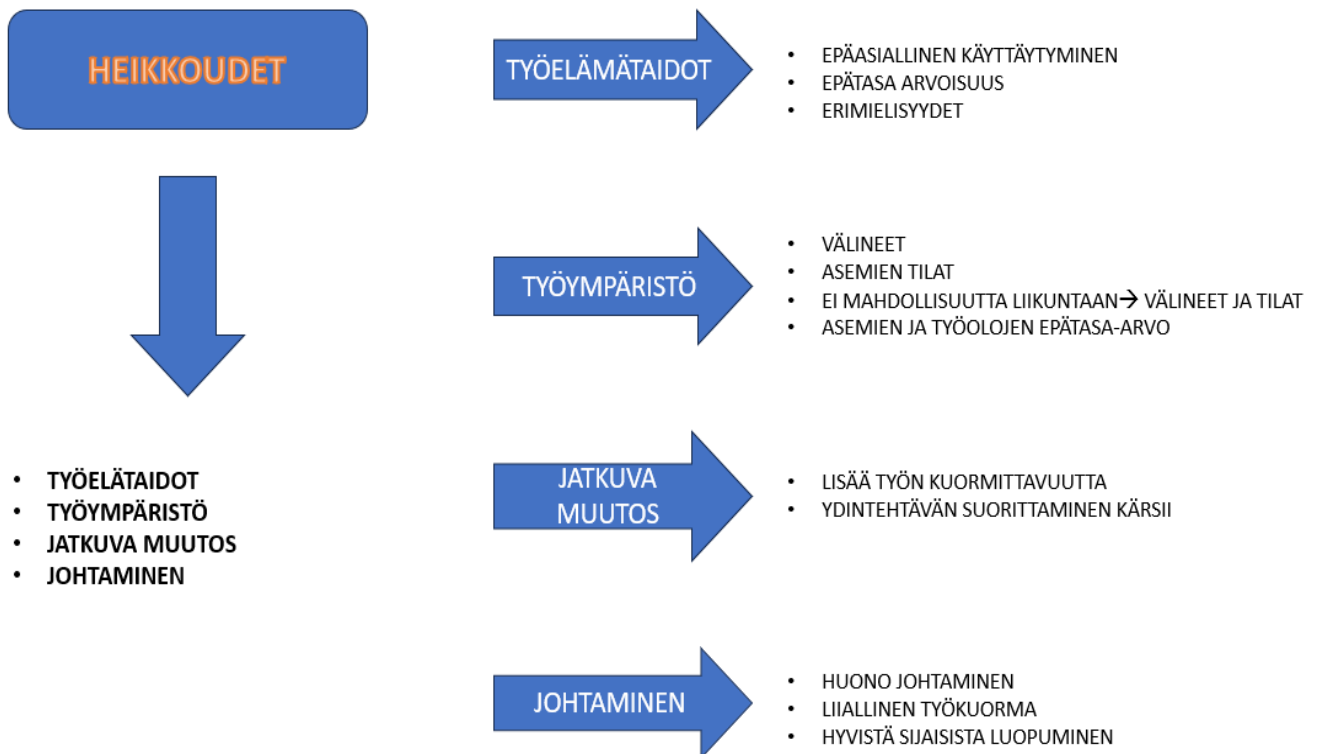 HEIKKOUDET
• TYÖELÄTAIDOT
• TYÖYMPÄRISTÖ
• JATKUVA MUUTOS
• JOHTAMINEN
TYÖELÄMÄTAIDOT
• EPÄASIALLINEN KÄYTTÄYTYMINEN
• EPÄTASA ARVOISUUS
• ERIMIELISYYDET
TYÖYMPÄRISTÖ
• VÄLINEET
• ASEMIEN TILAT
• EI MAHDOLLISUUTTA LIIKUNTAAN→ VÄLINEET JA TILAT
• ASEMIEN JA TYÖOLOJEN EPÄTASA-ARVO
JATKUVA
MUUTOS
• LISÄÄ TYÖN KUORMITTAVUUTTA
• YDINTEHTÄVÄN SUORITTAMINEN KÄRSII
JOHTAMINEN
• HUONO JOHTAMINEN
• LIIALLINEN TYÖKUORMA
• HYVISTÄ SIJAISISTA LUOPUMINEN